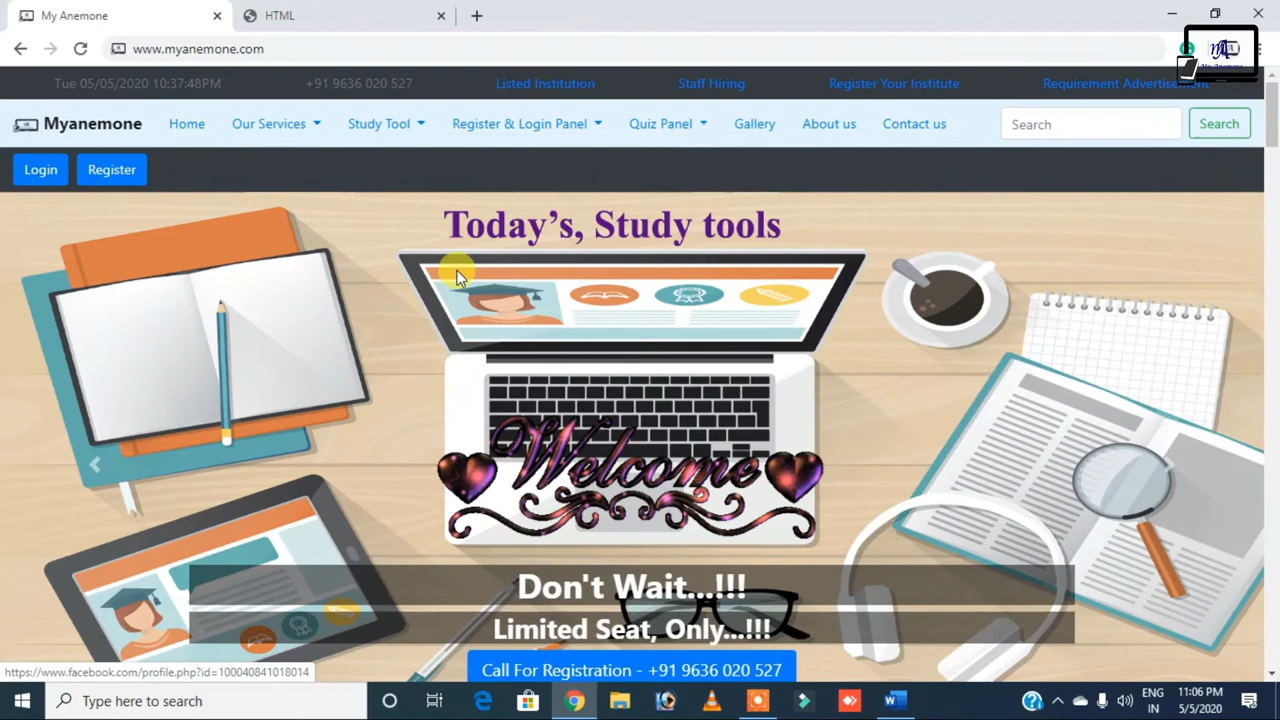 My Anemone
HTML
www.myanemone.com
Tue 05/05/2020 10:37:48PM +91 9636 020 527 Listed Institution Staff Hiring Register Your Institute Requirement Advertisement
Myanemone Home Our Services Study Tool Register & Login Panel Quiz Panel Gallery About us Contact us Search Search
Login Register
Today’s, Study tools
Welcome
Don't Wait...!!!
Limited Seat, Only...!!!
Call For Registration - +91 9636 020 527
https://www.facebook.com/profile.php?id=100040841018014
Type here to search
ENG
IN
11:06 PM
5/5/2020